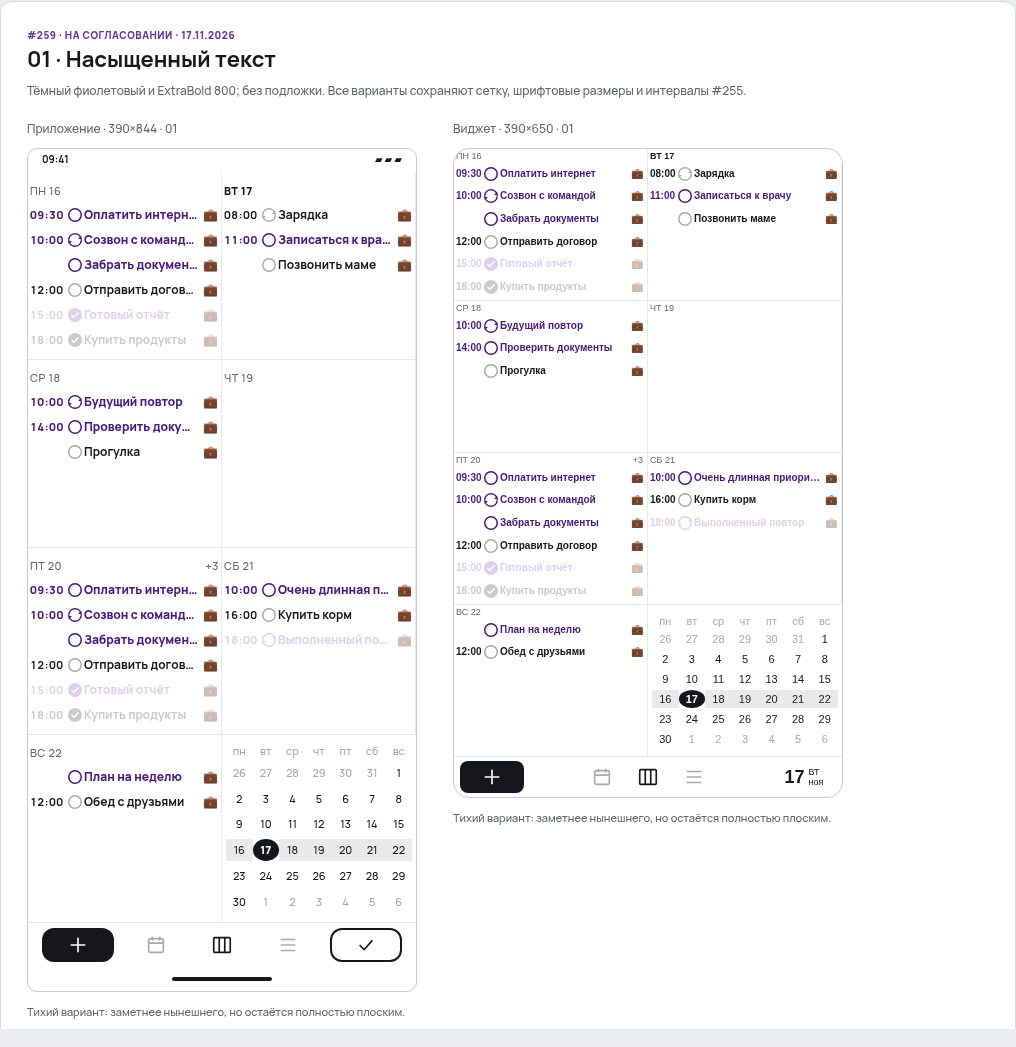 #259 · НА СОГЛАСОВАНИИ · 17.11.2026
01 · Насыщенный текст
Тёмный фиолетовый и ExtraBold 800; без подложки. Все варианты сохраняют сетку, шрифтовые размеры и интервалы #255.
Приложение · 390×844 · 01
09:41
ПН 16
09:30 Оплатить интерн…
10:00 Созвон с команд…
Забрать докумен…
12:00 Отправить догов…
15:00 Готовый отчёт
18:00 Купить продукты
ВТ 17
08:00 Зарядка
11:00 Записаться к вра…
Позвонить маме
СР 18
10:00 Будущий повтор
14:00 Проверить доку…
Прогулка
ЧТ 19
ПТ 20 +3
09:30 Оплатить интерн…
10:00 Созвон с команд…
Забрать докумен…
12:00 Отправить догов…
15:00 Готовый отчёт
18:00 Купить продукты
СБ 21
10:00 Очень длинная п…
16:00 Купить корм
18:00 Выполненный по…
ВС 22
План на неделю
12:00 Обед с друзьями
пн вт ср чт пт сб вс
26 27 28 29 30 31 1
2 3 4 5 6 7 8
9 10 11 12 13 14 15
16 17 18 19 20 21 22
23 24 25 26 27 28 29
30 1 2 3 4 5 6
Тихий вариант: заметнее нынешнего, но остаётся полностью плоским.
Виджет · 390×650 · 01
ПН 16
09:30 Оплатить интернет
10:00 Созвон с командой
Забрать документы
12:00 Отправить договор
15:00 Готовый отчёт
18:00 Купить продукты
ВТ 17
08:00 Зарядка
11:00 Записаться к врачу
Позвонить маме
СР 18
10:00 Будущий повтор
14:00 Проверить документы
Прогулка
ЧТ 19
ПТ 20 +3
09:30 Оплатить интернет
10:00 Созвон с командой
Забрать документы
12:00 Отправить договор
15:00 Готовый отчёт
18:00 Купить продукты
СБ 21
10:00 Очень длинная приори…
16:00 Купить корм
18:00 Выполненный повтор
ВС 22
План на неделю
12:00 Обед с друзьями
пн вт ср чт пт сб вс
26 27 28 29 30 31 1
2 3 4 5 6 7 8
9 10 11 12 13 14 15
16 17 18 19 20 21 22
23 24 25 26 27 28 29
30 1 2 3 4 5 6
17 ВТ
ноя
Тихий вариант: заметнее нынешнего, но остаётся полностью плоским.